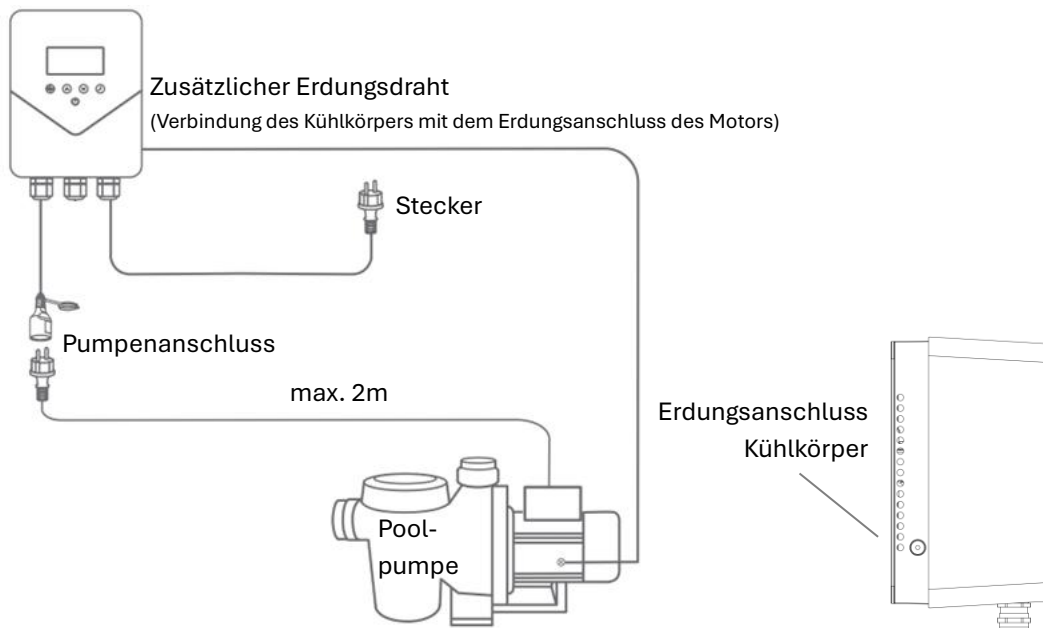 Zusätzlicher Erdungsdraht
(Verbindung des Kühlkörpers mit dem Erdungsanschluss des Motors)
Stecker
Pumpenanschluss
max. 2m
Erdungsanschluss
Kühlkörper
Pool-
pumpe